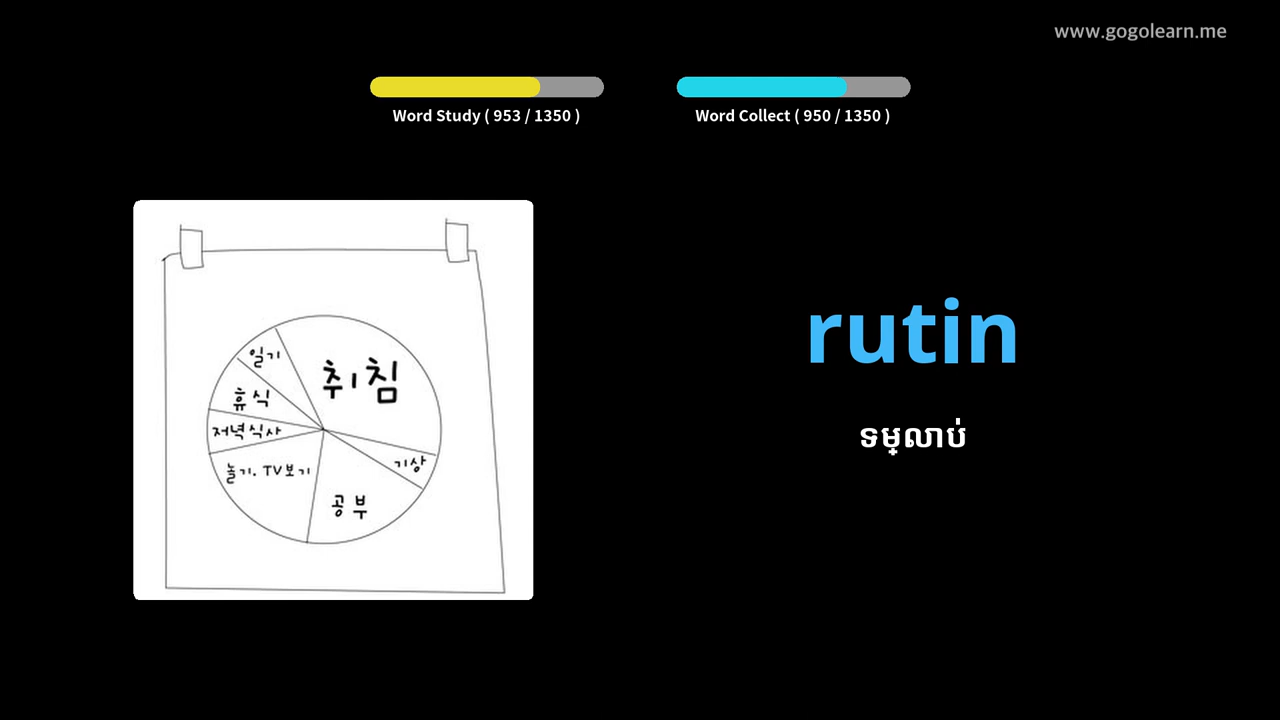 www.gogolearn.me
Word Study ( 953 / 1350 )
Word Collect ( 950 / 1350 )
일기
취침
휴식
저녁식사
놀기. TV보기
기상
공부
rutin
ទម្លាប់